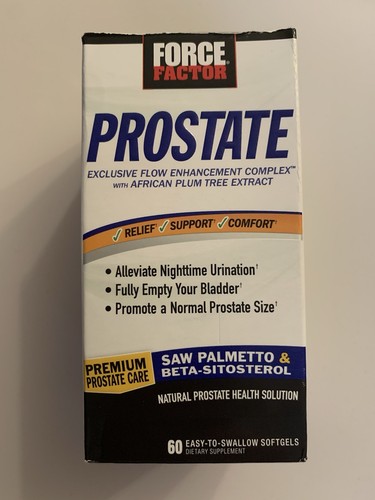 FORCE
FACTOR®
PROSTATE
EXCLUSIVE FLOW ENHANCEMENT COMPLEX™
WITH AFRICAN PLUM TREE EXTRACT
✓ RELIEF† ✓ SUPPORT† ✓ COMFORT†
• Alleviate Nighttime Urination†
• Fully Empty Your Bladder†
• Promote a Normal Prostate Size†
PREMIUM
PROSTATE CARE
SAW PALMETTO &
BETA-SITOSTEROL
NATURAL PROSTATE HEALTH SOLUTION
60 EASY-TO-SWALLOW SOFTGELS
DIETARY SUPPLEMENT